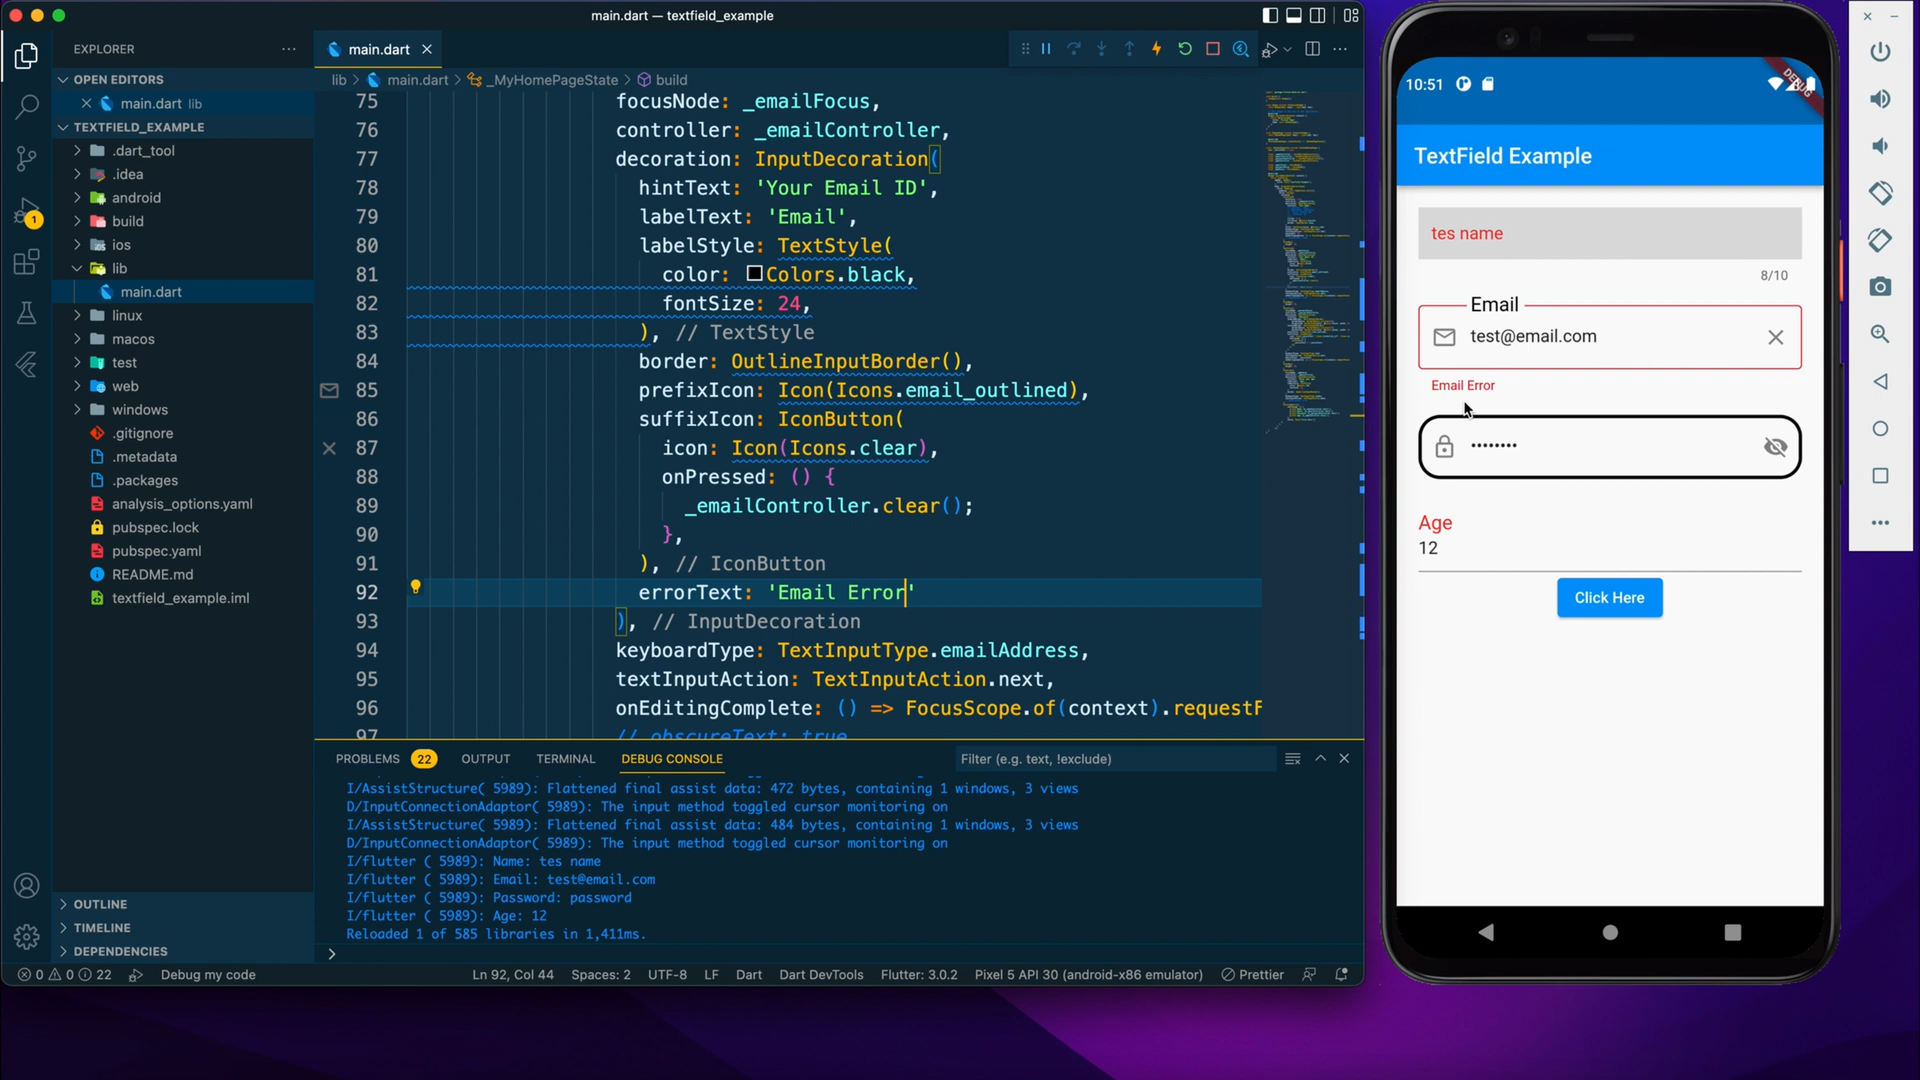 main.dart — textfield_example
EXPLORER
OPEN EDITORS
main.dart lib
TEXTFIELD_EXAMPLE
.dart_tool
.idea
android
build
ios
lib
main.dart
linux
macos
test
web
windows
.gitignore
.metadata
.packages
analysis_options.yaml
pubspec.lock
pubspec.yaml
README.md
textfield_example.iml
OUTLINE
TIMELINE
DEPENDENCIES
1
main.dart
lib > main.dart > _MyHomePageState > build
75 focusNode: _emailFocus,
76 controller: _emailController,
77 decoration: InputDecoration(
78 hintText: 'Your Email ID',
79 labelText: 'Email',
80 labelStyle: TextStyle(
81 color: Colors.black,
82 fontSize: 24,
83 ), // TextStyle
84 border: OutlineInputBorder(),
85 prefixIcon: Icon(Icons.email_outlined),
86 suffixIcon: IconButton(
87 icon: Icon(Icons.clear),
88 onPressed: () {
89 _emailController.clear();
90 },
91 ), // IconButton
92 errorText: 'Email Error'
93 ), // InputDecoration
94 keyboardType: TextInputType.emailAddress,
95 textInputAction: TextInputAction.next,
96 onEditingComplete: () => FocusScope.of(context).requestF
97 // obscureText: true
PROBLEMS 22 OUTPUT TERMINAL DEBUG CONSOLE Filter (e.g. text, !exclude)
I/AssistStructure( 5989): Flattened final assist data: 472 bytes, containing 1 windows, 3 views
D/InputConnectionAdaptor( 5989): The input method toggled cursor monitoring on
I/AssistStructure( 5989): Flattened final assist data: 484 bytes, containing 1 windows, 3 views
D/InputConnectionAdaptor( 5989): The input method toggled cursor monitoring on
I/flutter ( 5989): Name: tes name
I/flutter ( 5989): Email: test@email.com
I/flutter ( 5989): Password: password
I/flutter ( 5989): Age: 12
Reloaded 1 of 585 libraries in 1,411ms.
0 0 22 Debug my code Ln 92, Col 44 Spaces: 2 UTF-8 LF Dart Dart DevTools Flutter: 3.0.2 Pixel 5 API 30 (android-x86 emulator) Prettier
10:51
DEBUG
TextField Example
tes name
8/10
Email
test@email.com
Email Error
••••••••
Age
12
Click Here